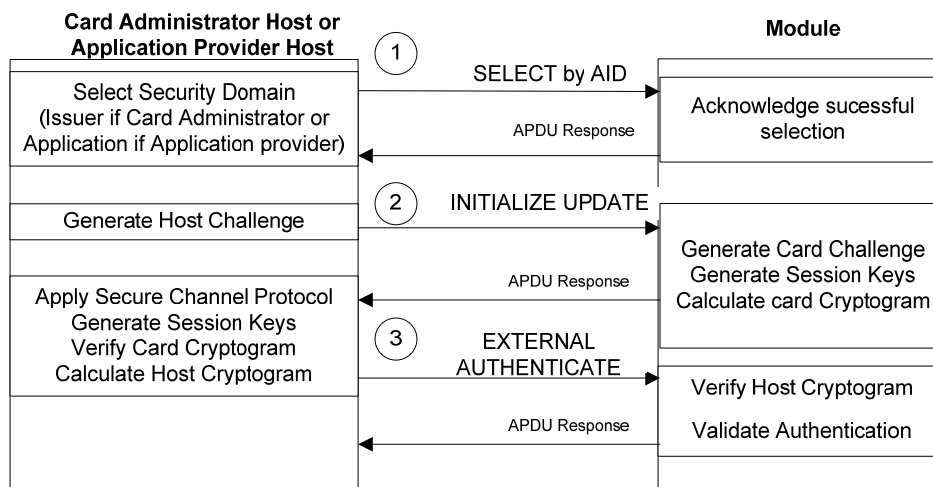 Card Administrator Host or
Application Provider Host
Module
1
SELECT by AID
Select Security Domain
(Issuer if Card Administrator or
Application if Application provider)
Acknowledge sucessful
selection
APDU Response
2
INITIALIZE UPDATE
Generate Host Challenge
Generate Card Challenge
Generate Session Keys
Calculate card Cryptogram
APDU Response
Apply Secure Channel Protocol
Generate Session Keys
Verify Card Cryptogram
Calculate Host Cryptogram
3
EXTERNAL
AUTHENTICATE
Verify Host Cryptogram
Validate Authentication
APDU Response